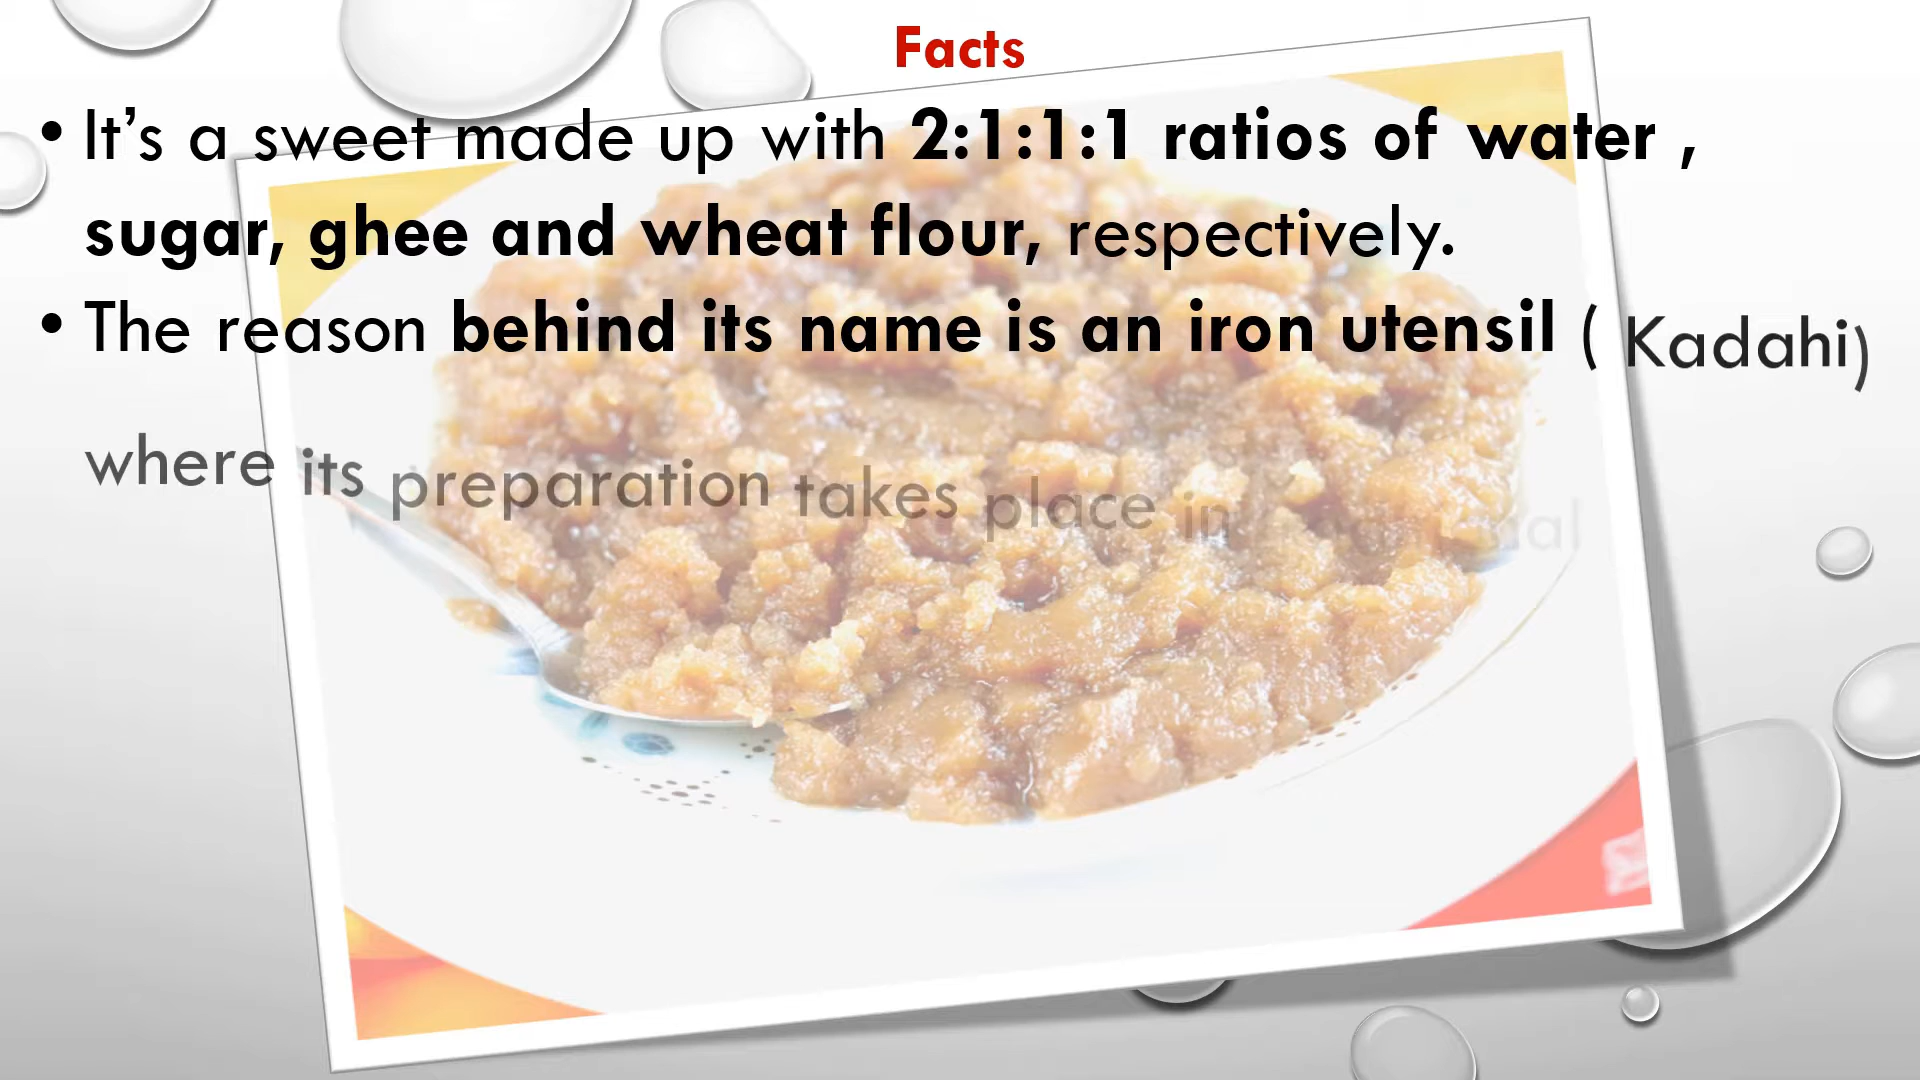 Facts
• It’s a sweet made up with 2:1:1:1 ratios of water ,
sugar, ghee and wheat flour, respectively.
• The reason behind its name is an iron utensil ( Kadahi)
where its preparation takes place in